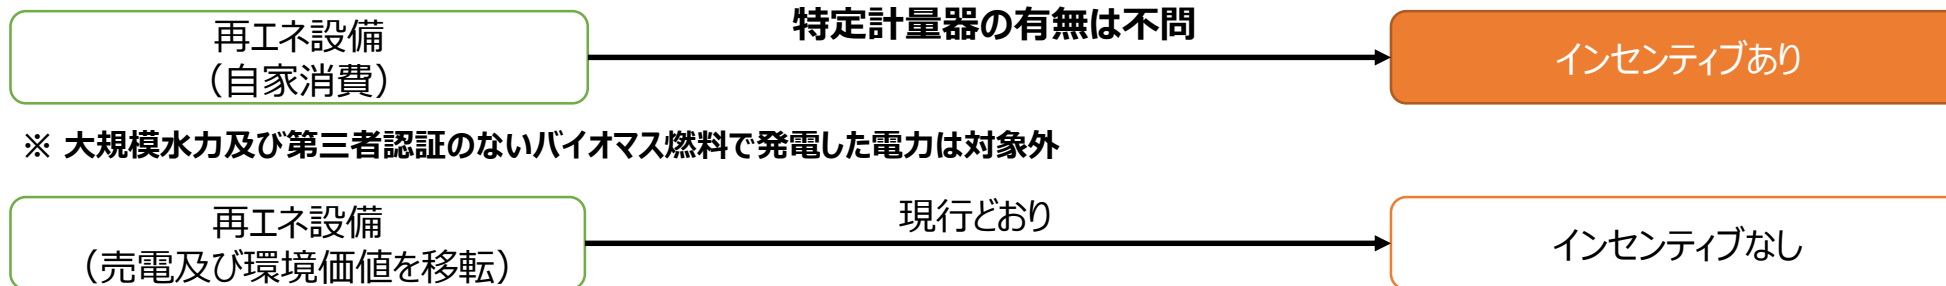 再エネ設備
（自家消費）
特定計量器の有無は不問
インセンティブあり
※ 大規模水力及び第三者認証のないバイオマス燃料で発電した電力は対象外
再エネ設備
（売電及び環境価値を移転）
現行どおり
インセンティブなし